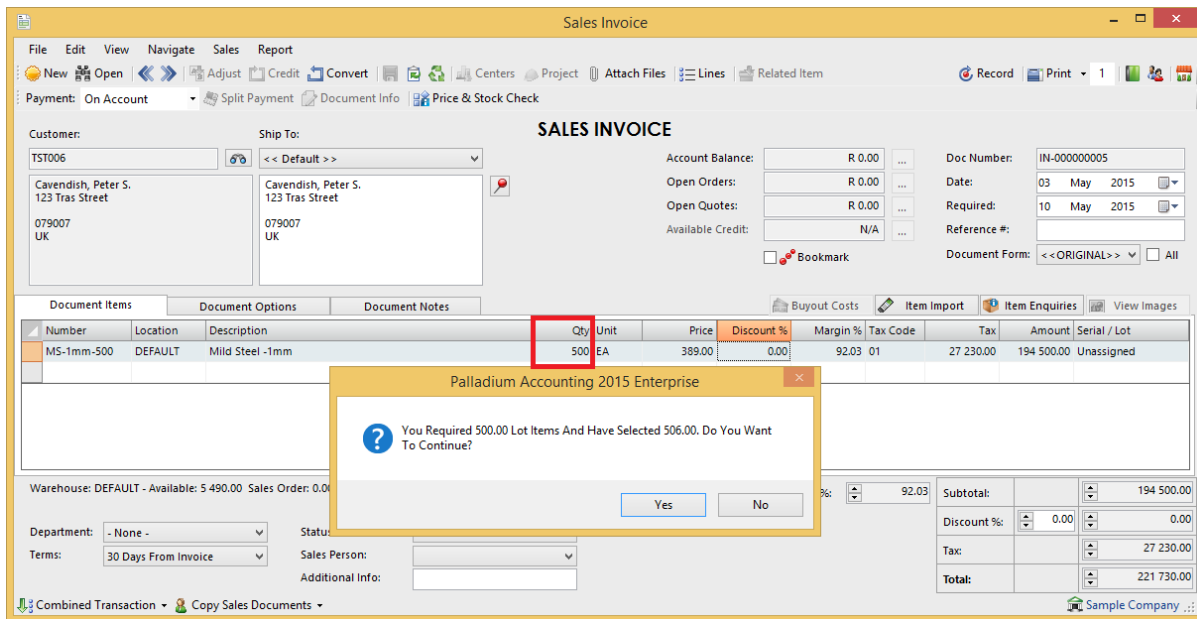 Sales Invoice
File Edit View Navigate Sales Report
New Open Adjust Credit Convert Centers Project Attach Files Lines Related Item Record Print 1
Payment: On Account Split Payment Document Info Price & Stock Check
SALES INVOICE
Customer: Ship To:
TST006 << Default >> Account Balance: R 0.00 ... Doc Number: IN-000000005
Cavendish, Peter S. Cavendish, Peter S. Open Orders: R 0.00 ... Date: 03 May 2015
123 Tras Street 123 Tras Street Open Quotes: R 0.00 ... Required: 10 May 2015
079007 079007 Available Credit: N/A ... Reference #:
UK UK
Bookmark Document Form: <<ORIGINAL>> All
Document Items Document Options Document Notes Buyout Costs Item Import Item Enquiries View Images
Number Location Description Qty Unit Price Discount % Margin % Tax Code Tax Amount Serial / Lot
MS-1mm-500 DEFAULT Mild Steel -1mm 500 EA 389.00 0.00 92.03 01 27 230.00 194 500.00 Unassigned
Palladium Accounting 2015 Enterprise
You Required 500.00 Lot Items And Have Selected 506.00. Do You Want
To Continue?
Yes No
Warehouse: DEFAULT - Available: 5 490.00 Sales Order: 0.00 %: 92.03 Subtotal: 194 500.00
Discount %: 0.00 0.00
Department: - None - Status:
Terms: 30 Days From Invoice Sales Person: Tax: 27 230.00
Additional Info: Total: 221 730.00
Combined Transaction Copy Sales Documents Sample Company